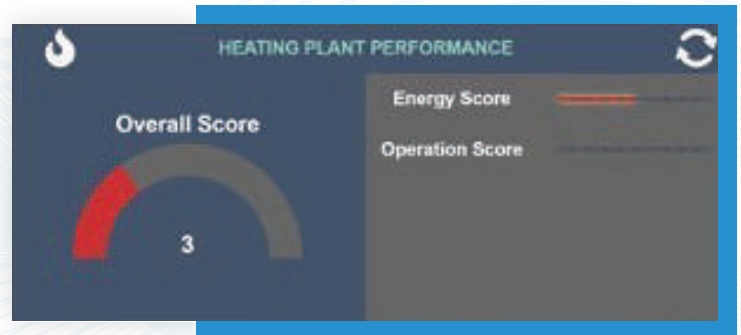 HEATING PLANT PERFORMANCE
Overall Score
3
Energy Score
Operation Score